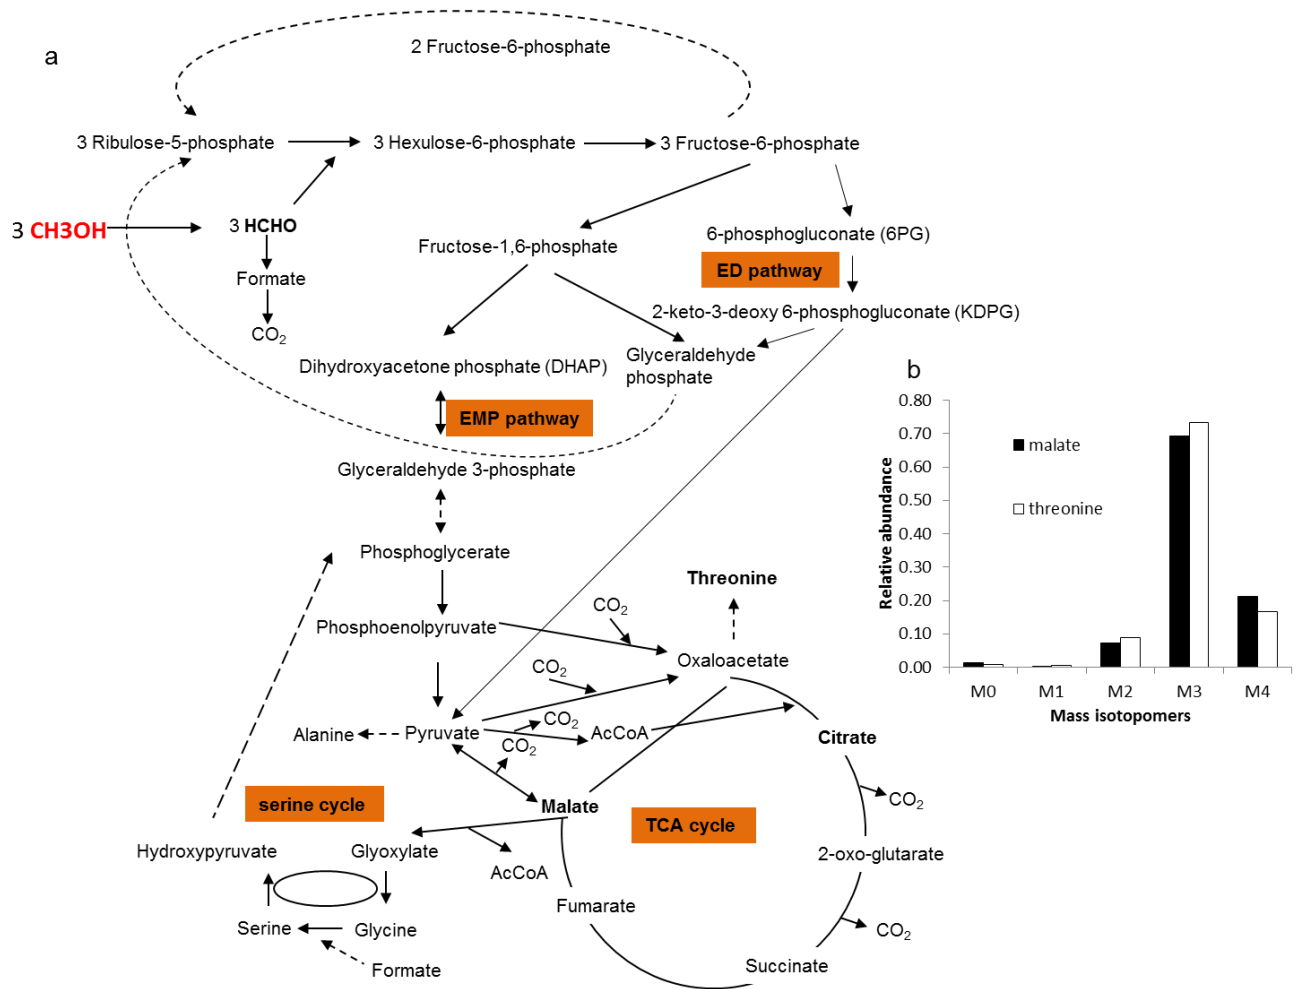 a
2 Fructose-6-phosphate
3 Ribulose-5-phosphate
3 Hexulose-6-phosphate
3 Fructose-6-phosphate
3 CH3OH
3 HCHO
Formate
CO2
Fructose-1,6-phosphate
6-phosphogluconate (6PG)
ED pathway
2-keto-3-deoxy 6-phosphogluconate (KDPG)
Dihydroxyacetone phosphate (DHAP)
Glyceraldehyde
phosphate
EMP pathway
Glyceraldehyde 3-phosphate
Phosphoglycerate
Phosphoenolpyruvate
CO2
Threonine
Oxaloacetate
CO2
Alanine
Pyruvate
CO2
CO2
AcCoA
Citrate
CO2
serine cycle
Malate
TCA cycle
Hydroxypyruvate
Glyoxylate
AcCoA
2-oxo-glutarate
Fumarate
Serine
Glycine
CO2
Formate
Succinate
b
0.80
0.70
0.60
0.50
0.40
0.30
0.20
0.10
0.00
Relative abundance
malate
threonine
M0 M1 M2 M3 M4
Mass isotopomers